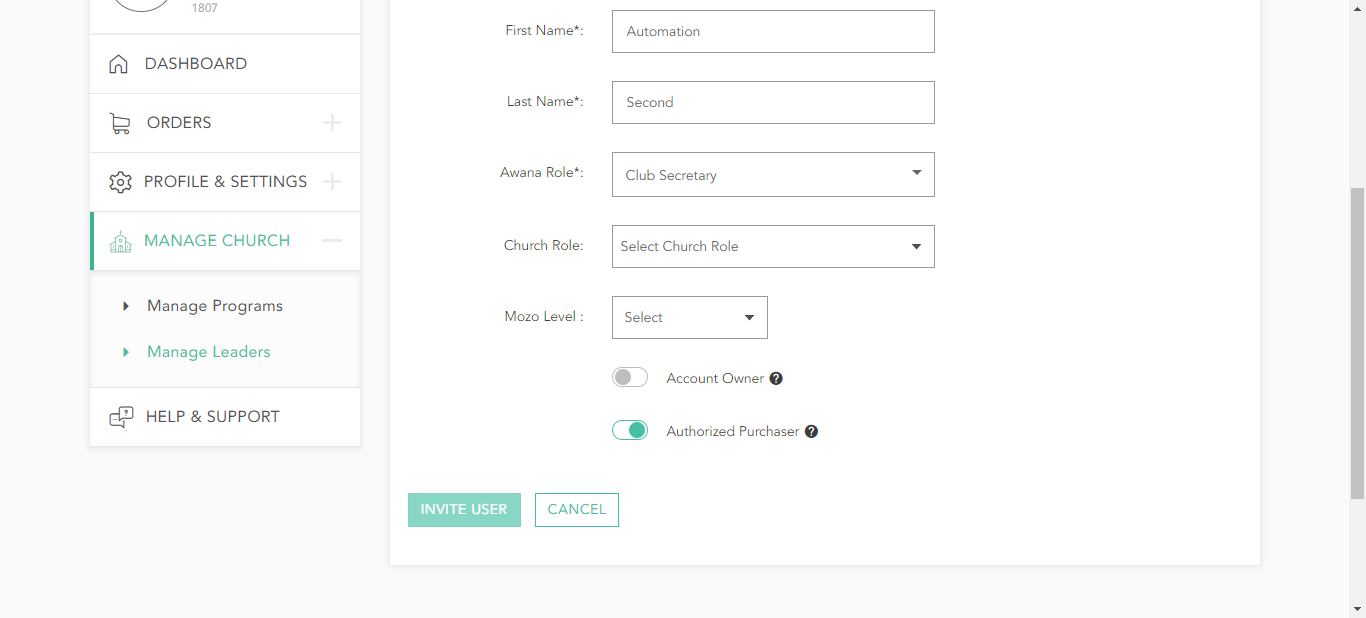 1807
DASHBOARD
ORDERS
PROFILE & SETTINGS
MANAGE CHURCH
Manage Programs
Manage Leaders
HELP & SUPPORT
First Name*:
Automation
Last Name*:
Second
Awana Role*:
Club Secretary
Church Role:
Select Church Role
Mozo Level :
Select
Account Owner ?
Authorized Purchaser ?
INVITE USER
CANCEL